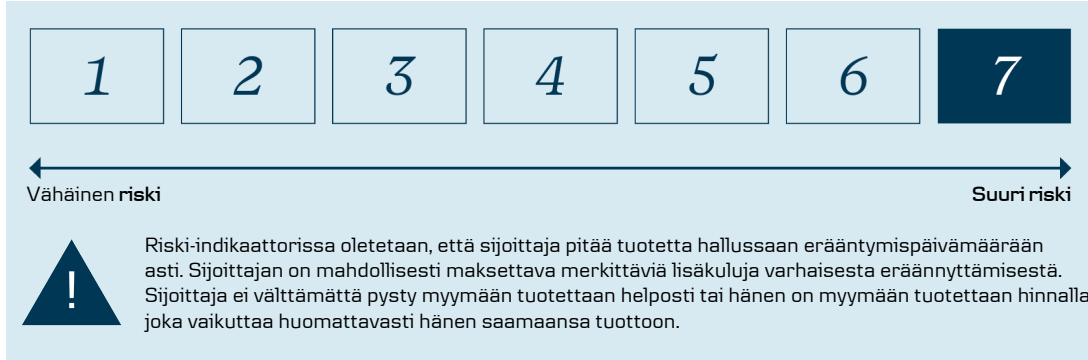 1 2 3 4 5 6 7
Vähäinen riski Suuri riski
Riski-indikaattorissa oletetaan, että sijoittaja pitää tuotetta hallussaan erääntymispäivämäärään
asti. Sijoittajan on mahdollisesti maksettava merkittäviä lisäkuluja varhaisesta eräännyttämisestä.
Sijoittaja ei välttämättä pysty myymään tuotettaan helposti tai hänen on myymään tuotettaan hinnalla
joka vaikuttaa huomattavasti hänen saamaansa tuottoon.
!